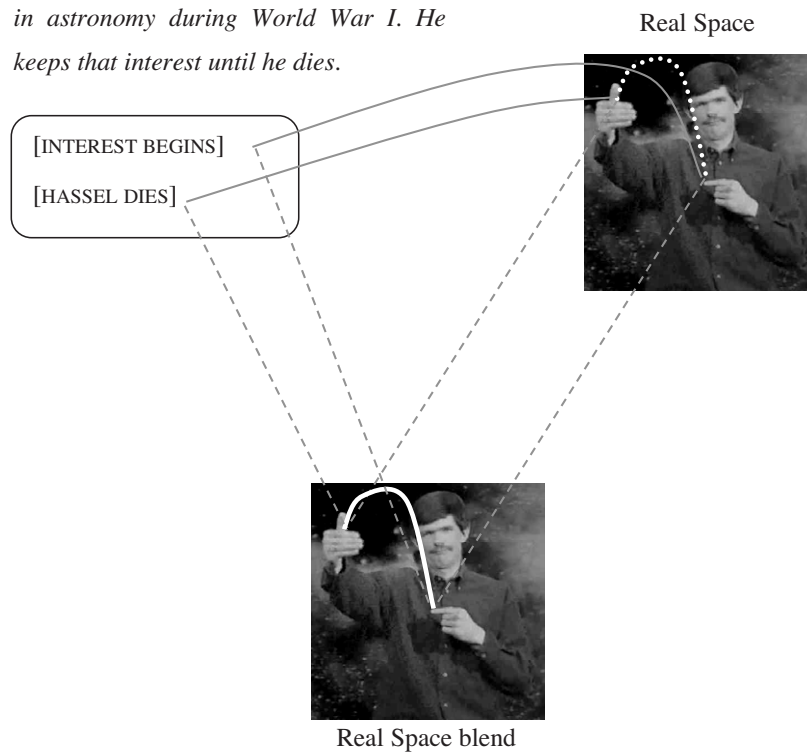 in astronomy during World War I. He
keeps that interest until he dies.
Real Space
[INTEREST BEGINS]
[HASSEL DIES]
Real Space blend